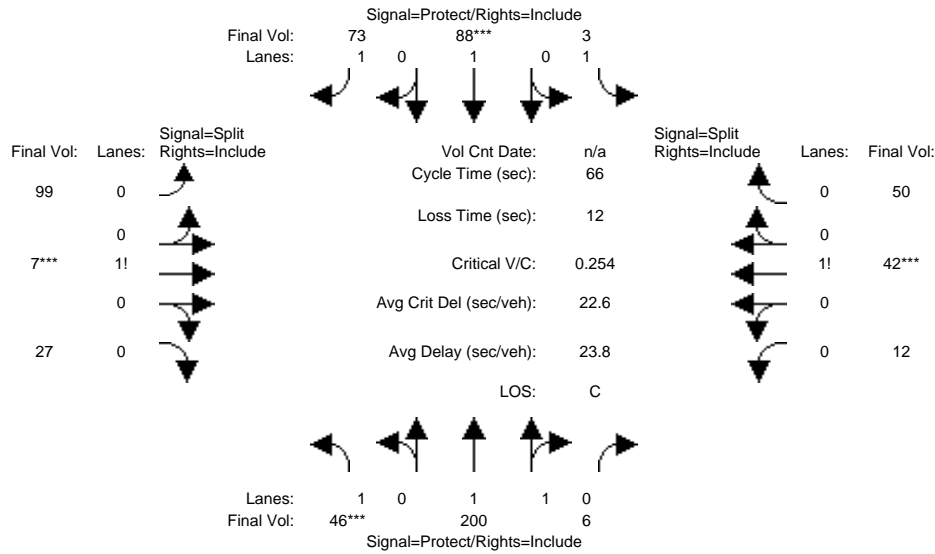 Signal=Protect/Rights=Include
Final Vol: 73 88*** 3
Lanes: 1 0 1 0 1
Signal=Split
Rights=Include
Final Vol: Lanes:
Vol Cnt Date: n/a
Signal=Split
Rights=Include
Lanes: Final Vol:
Cycle Time (sec): 66
99 0
0 50
Loss Time (sec): 12
0
0
7*** 1!
Critical V/C: 0.254
1! 42***
0
Avg Crit Del (sec/veh): 22.6
0
27 0
Avg Delay (sec/veh): 23.8
0 12
LOS: C
Lanes: 1 0 1 1 0
Final Vol: 46*** 200 6
Signal=Protect/Rights=Include